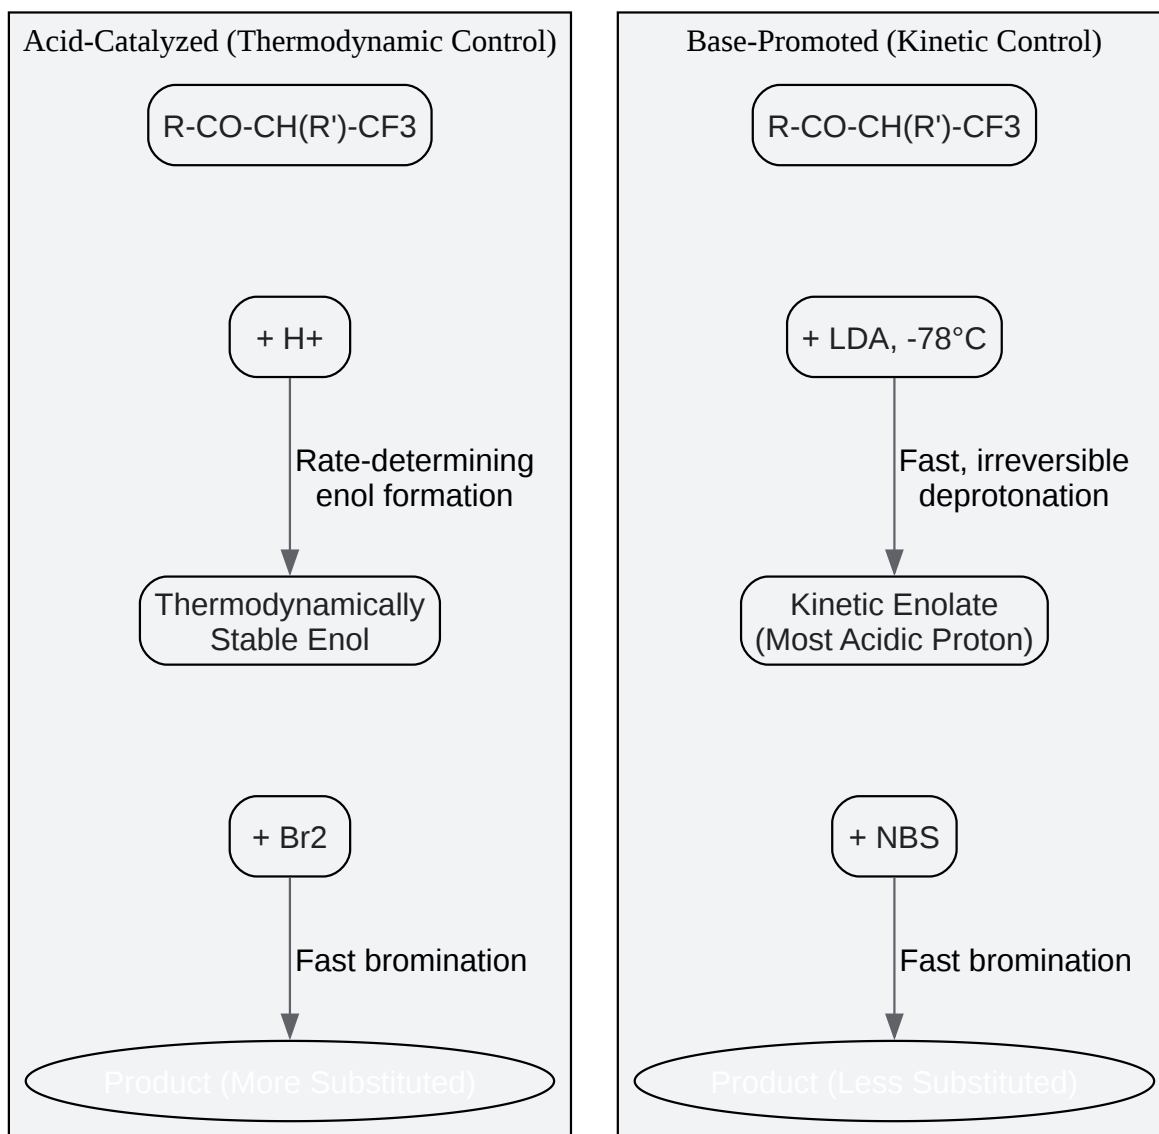 Acid-Catalyzed (Thermodynamic Control)
R-CO-CH(R')-CF3
+ H+
Rate-determining
enol formation
Thermodynamically
Stable Enol
+ Br2
Fast bromination
Product (More Substituted)
Base-Promoted (Kinetic Control)
R-CO-CH(R')-CF3
+ LDA, -78°C
Fast, irreversible
deprotonation
Kinetic Enolate
(Most Acidic Proton)
+ NBS
Fast bromination
Product (Less Substituted)